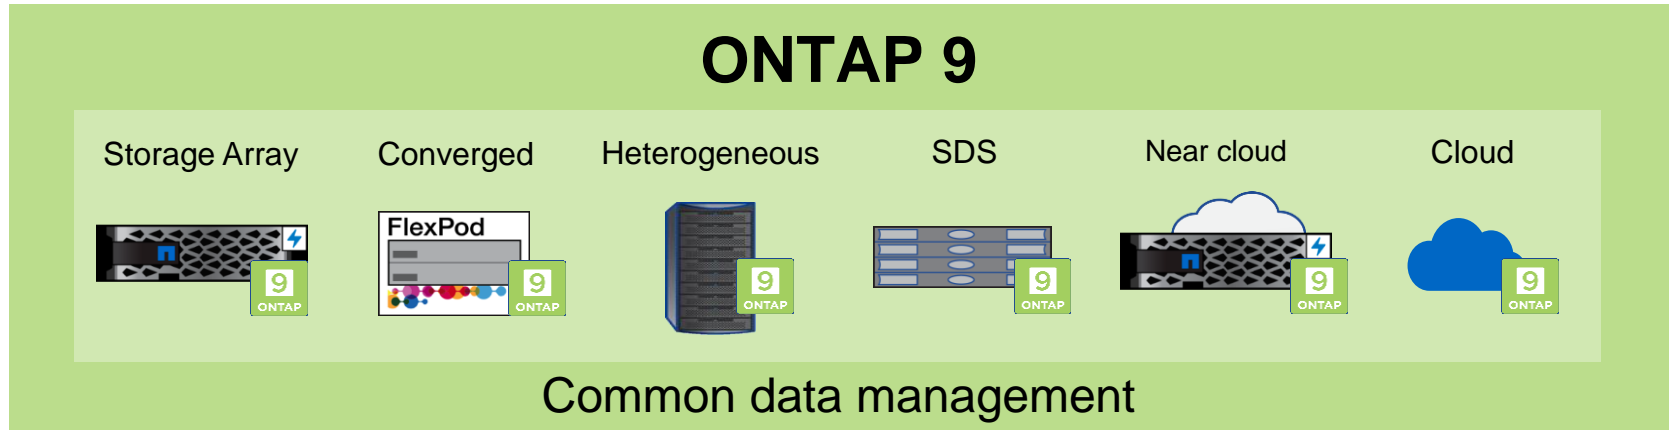 ONTAP 9
Storage Array
Converged
Heterogeneous
SDS
Near cloud
Cloud
FlexPod
9
ONTAP
9
ONTAP
9
ONTAP
9
ONTAP
9
ONTAP
9
ONTAP
Common data management